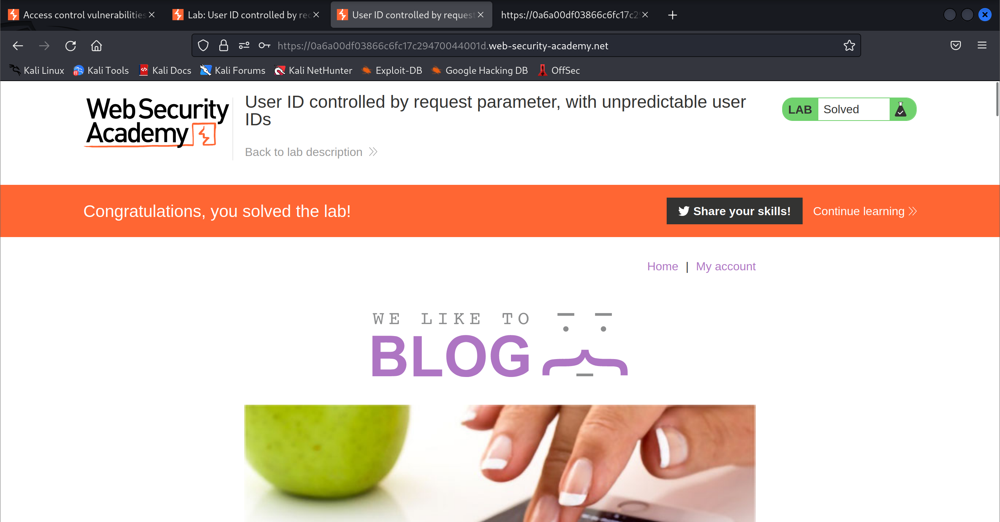 Access control vulnerabilities
Lab: User ID controlled by rec
User ID controlled by request
https://0a6a00df03866c6fc17c29
https://0a6a00df03866c6fc17c29470044001d.web-security-academy.net
Kali Linux
Kali Tools
Kali Docs
Kali Forums
Kali NetHunter
Exploit-DB
Google Hacking DB
OffSec
Web Security
Academy
User ID controlled by request parameter, with unpredictable user
IDs
LAB Solved
Back to lab description
Congratulations, you solved the lab!
Share your skills!
Continue learning
Home | My account
WE LIKE TO
BLOG